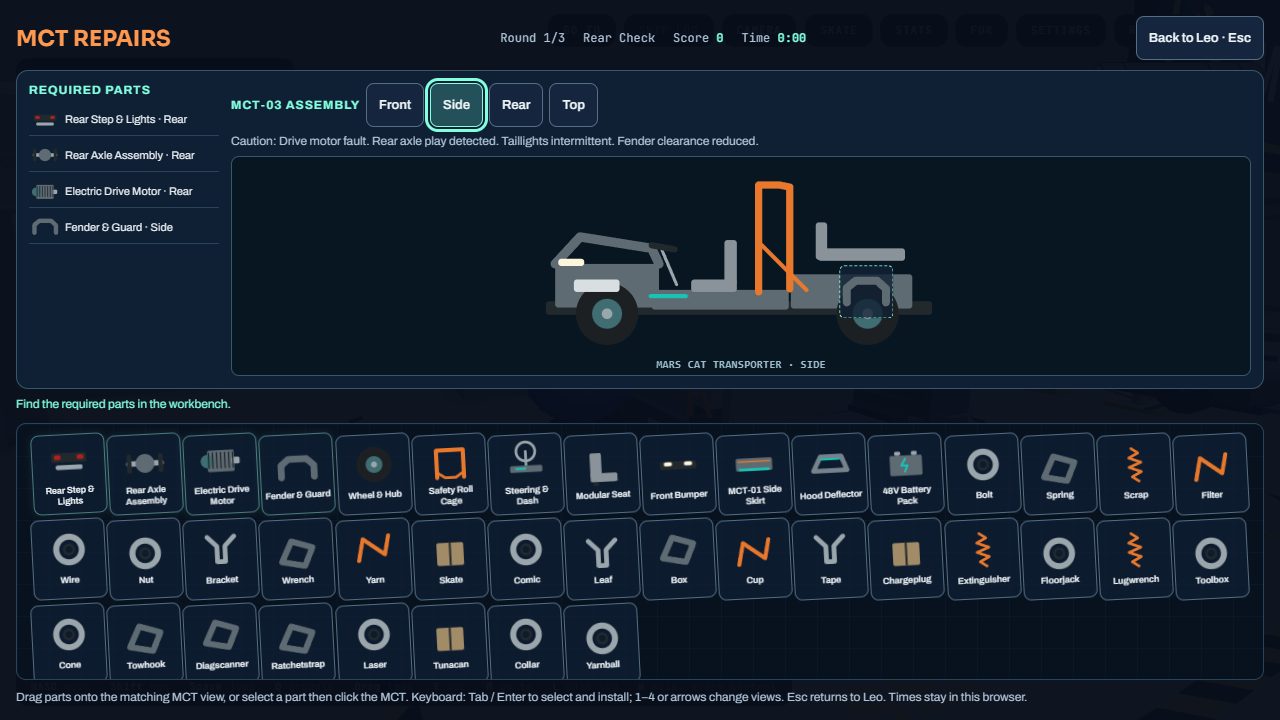 MCT REPAIRS
Round 1/3 Rear Check Score 0 Time 0:00
Back to Leo · Esc
REQUIRED PARTS
Rear Step & Lights · Rear
Rear Axle Assembly · Rear
Electric Drive Motor · Rear
Fender & Guard · Side
MCT-03 ASSEMBLY
Front
Side
Rear
Top
Caution: Drive motor fault. Rear axle play detected. Taillights intermittent. Fender clearance reduced.
MARS CAT TRANSPORTER · SIDE
Find the required parts in the workbench.
Rear Step &
Lights
Rear Axle
Assembly
Electric Drive
Motor
Fender & Guard
Wheel & Hub
Safety Roll
Cage
Steering &
Dash
Modular Seat
Front Bumper
MCT-01 Side
Skirt
Hood Deflector
48V Battery
Pack
Bolt
Spring
Scrap
Filter
Wire
Nut
Bracket
Wrench
Yarn
Skate
Comic
Leaf
Box
Cup
Tape
Chargeplug
Extinguisher
Floorjack
Lugwrench
Toolbox
Cone
Towhook
Diagscanner
Ratchetstrap
Laser
Tunacan
Collar
Yarnball
Drag parts onto the matching MCT view, or select a part then click the MCT. Keyboard: Tab / Enter to select and install; 1–4 or arrows change views. Esc returns to Leo. Times stay in this browser.